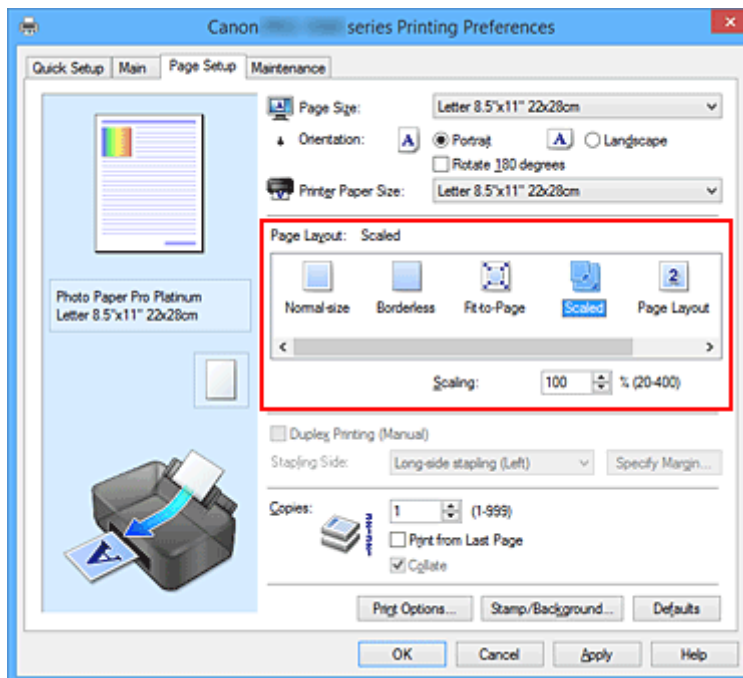 Canon series Printing Preferences
Quick Setup Main Page Setup Maintenance
Page Size: Letter 8.5"x11" 22x28cm
Orientation: A Portrait A Landscape
Rotate 180 degrees
Printer Paper Size: Letter 8.5"x11" 22x28cm
Page Layout: Scaled
Normal-size Borderless Fit-to-Page Scaled 2 Page Layout
Scaling: 100 % (20-400)
Photo Paper Pro Platinum
Letter 8.5"x11" 22x28cm
Duplex Printing (Manual)
Stapling Side: Long-side stapling (Left) Specify Margin...
Copies: 1 (1-999)
Print from Last Page
Collate
A
Print Options... Stamp/Background... Defaults
OK Cancel Apply Help